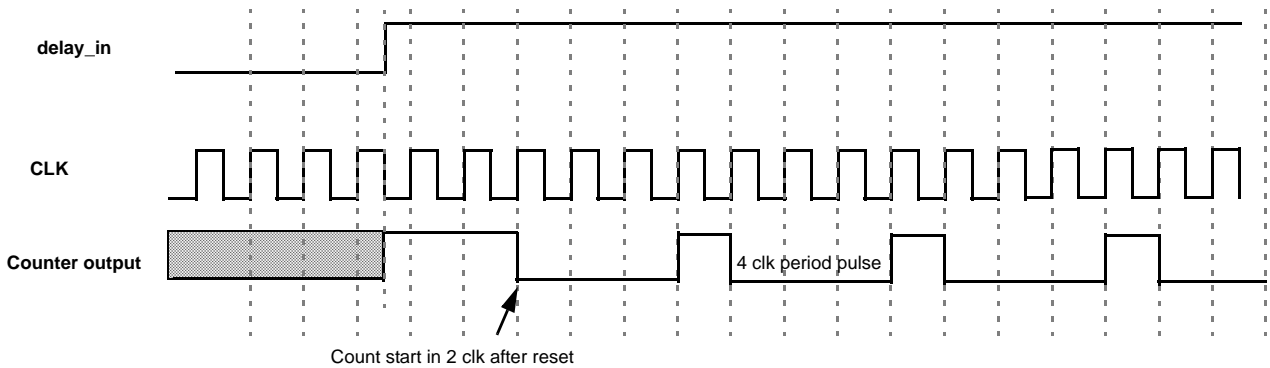 delay_in
CLK
Counter output
4 clk period pulse
Count start in 2 clk after reset